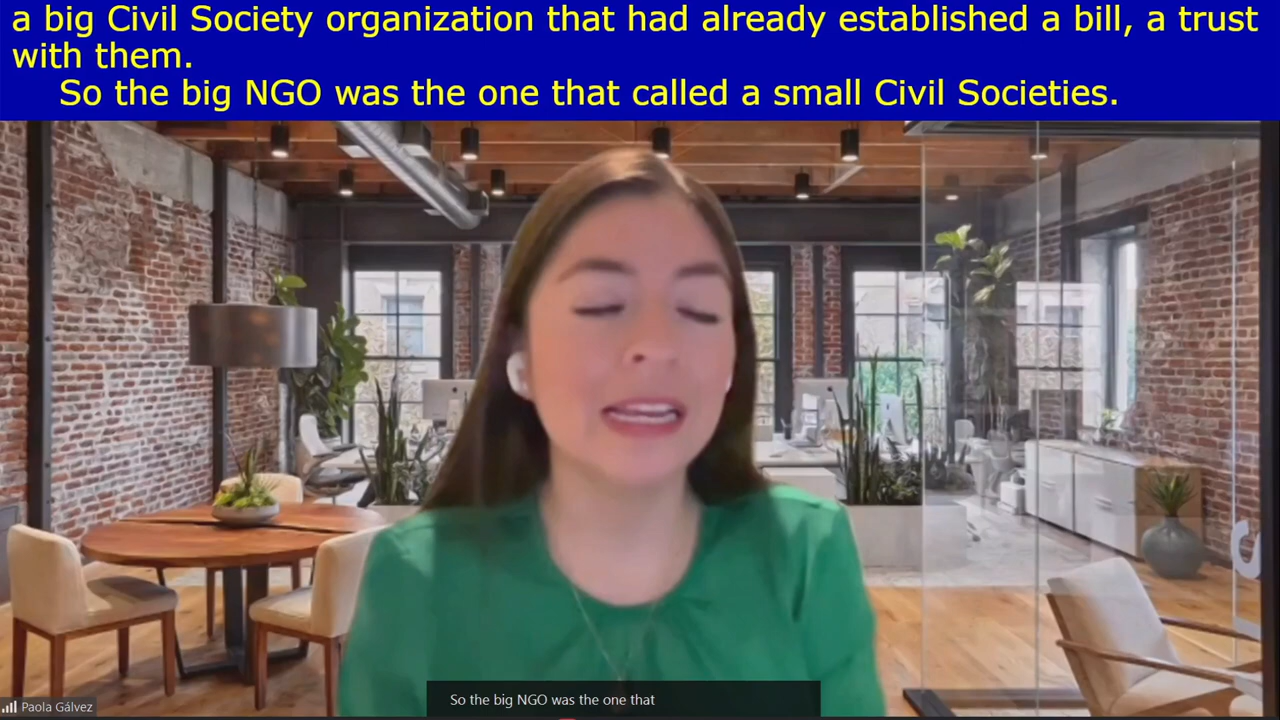 a big Civil Society organization that had already established a bill, a trust
with them.
So the big NGO was the one that called a small Civil Societies.
So the big NGO was the one that
Paola Gálvez